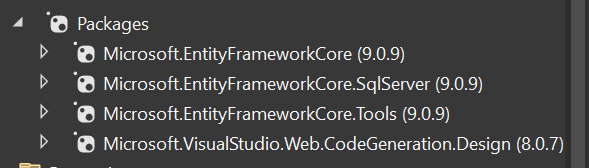 Packages
Microsoft.EntityFrameworkCore (9.0.9)
Microsoft.EntityFrameworkCore.SqlServer (9.0.9)
Microsoft.EntityFrameworkCore.Tools (9.0.9)
Microsoft.VisualStudio.Web.CodeGeneration.Design (8.0.7)